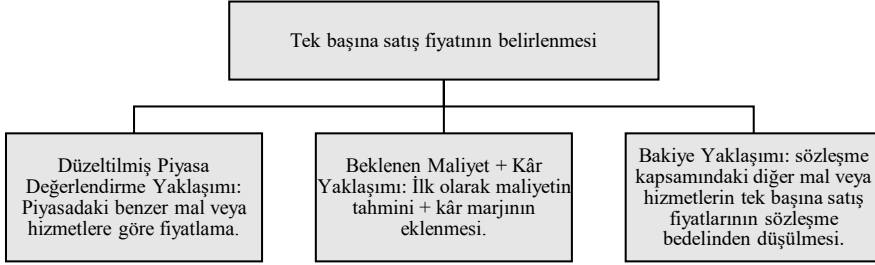 Tek başına satış fiyatının belirlenmesi
Düzeltilmiş Piyasa
Değerlendirme Yaklaşımı:
Piyasadaki benzer mal veya
hizmetlere göre fiyatlama.
Beklenen Maliyet + Kâr
Yaklaşımı: İlk olarak maliyetin
tahmini + kâr marjının
eklenmesi.
Bakiye Yaklaşımı: sözleşme
kapsamındaki diğer mal veya
hizmetlerin tek başına satış
fiyatlarının sözleşme
bedelinden düşülmesi.